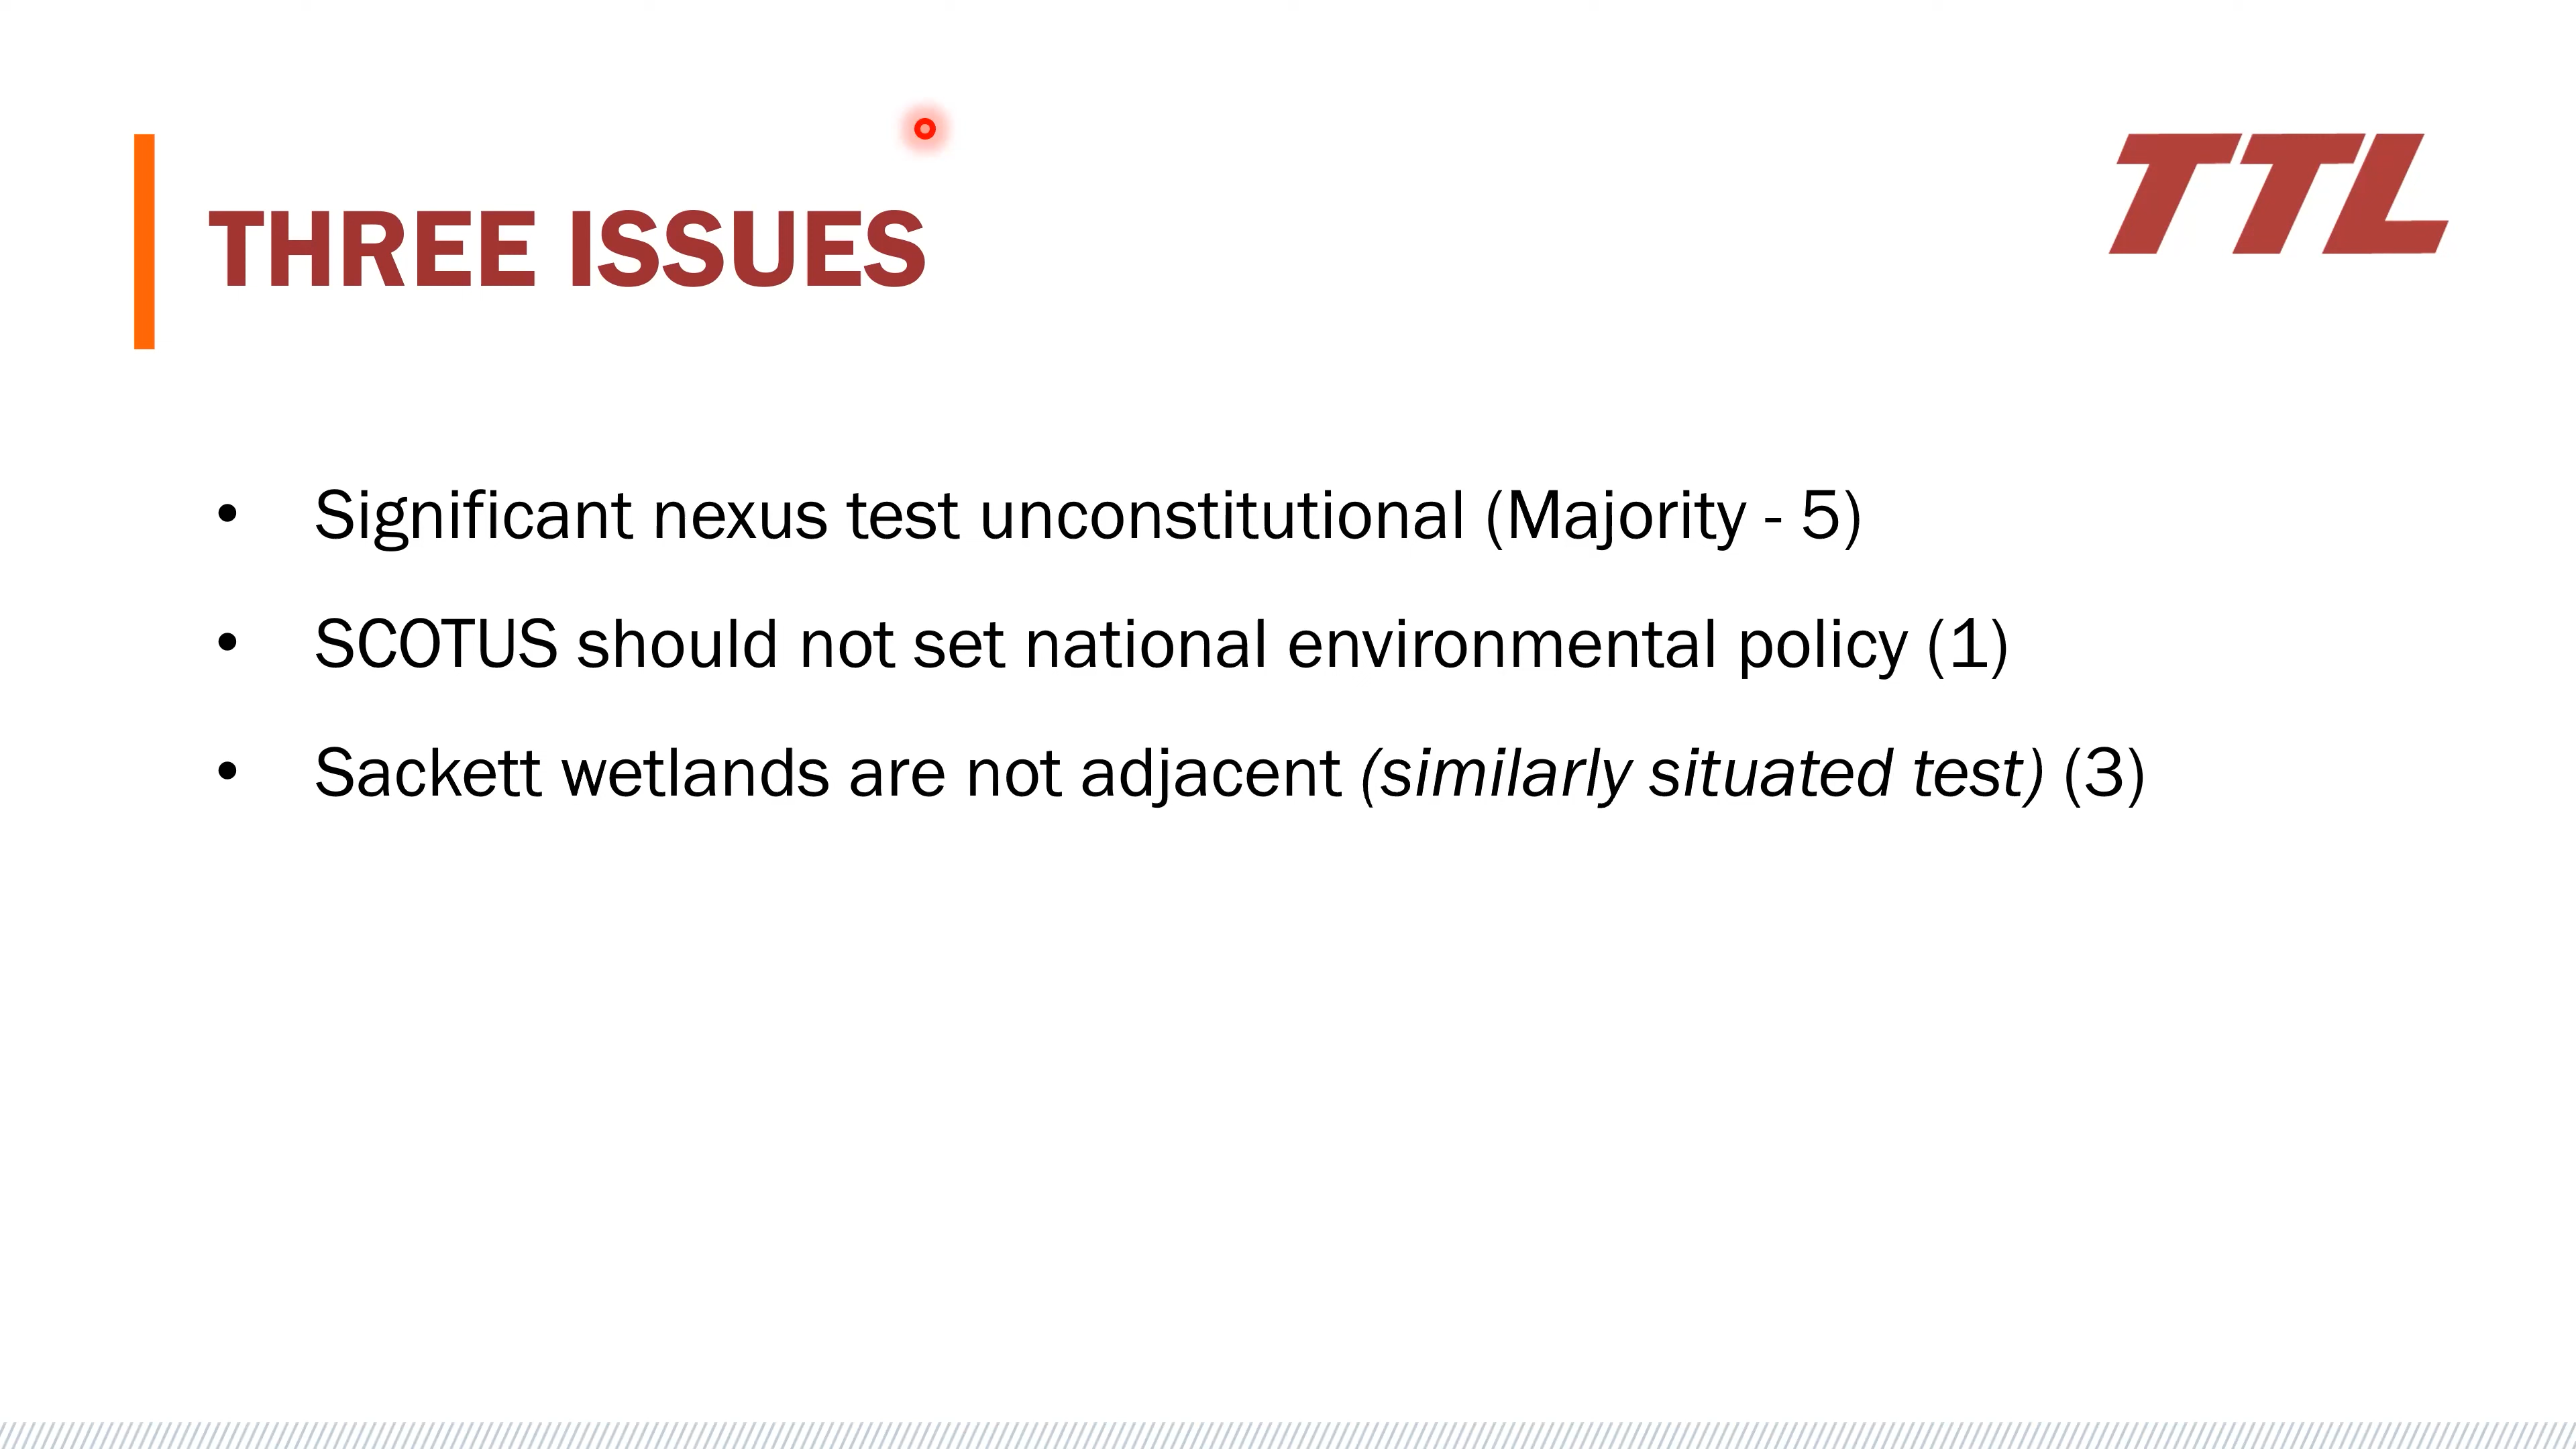 TTL
THREE ISSUES
• Significant nexus test unconstitutional (Majority - 5)
• SCOTUS should not set national environmental policy (1)
• Sackett wetlands are not adjacent (similarly situated test) (3)